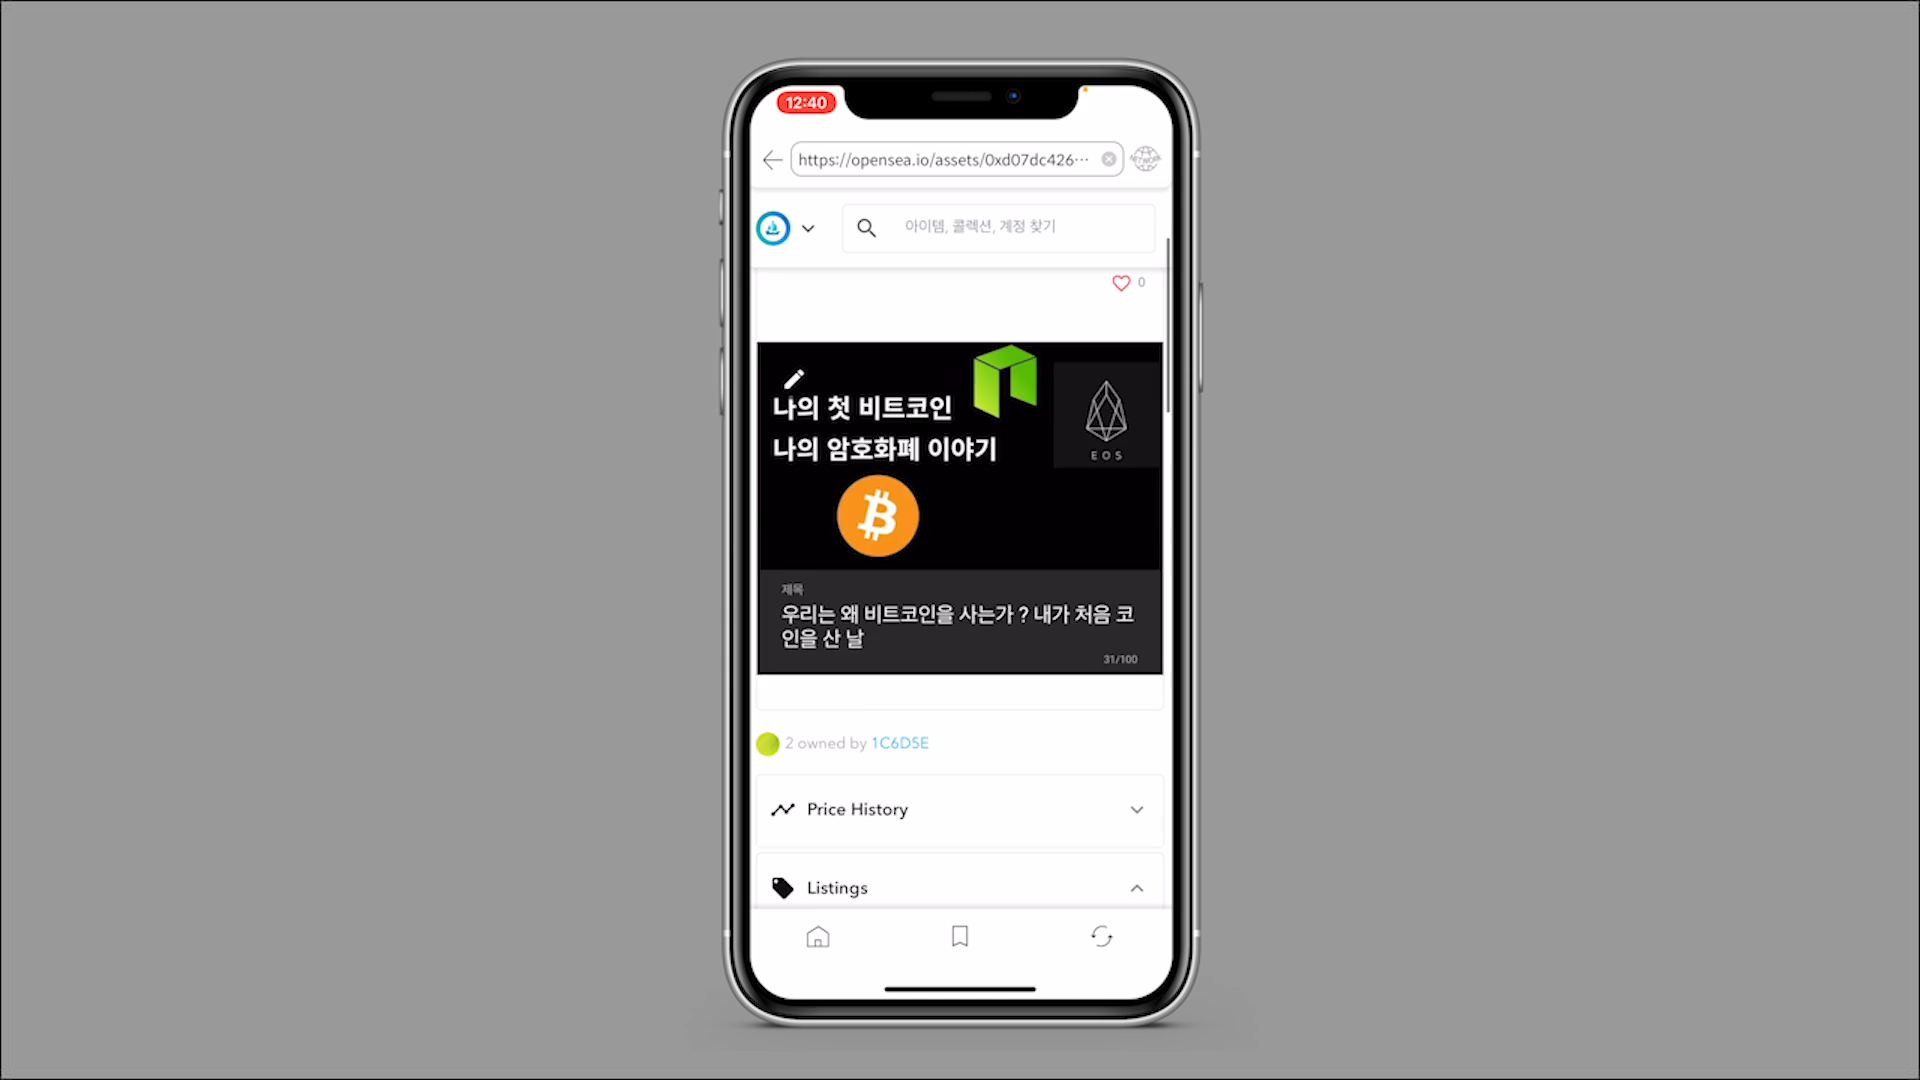 12:40
https://opensea.io/assets/0xd07dc426···
NETWORK
아이템, 콜렉션, 계정 찾기
0
나의 첫 비트코인
나의 암호화폐 이야기
EOS
제목
우리는 왜 비트코인을 사는가 ? 내가 처음 코
인을 산 날
31/100
2 owned by 1C6D5E
Price History
Listings